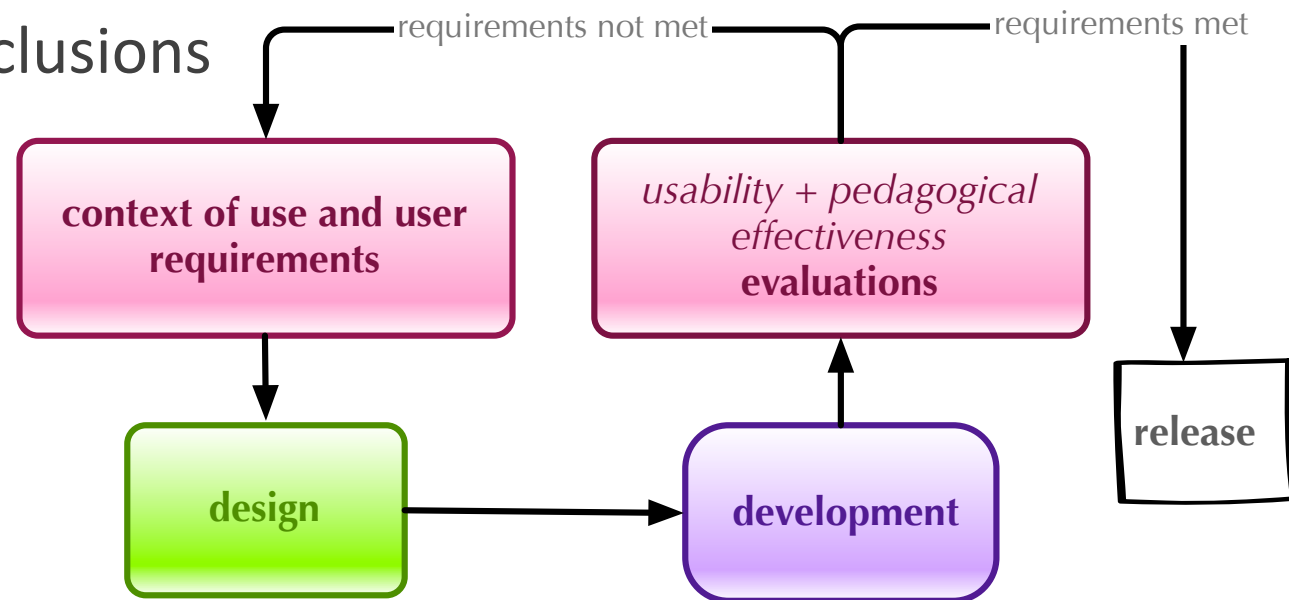 clusions
requirements not met
requirements met
context of use and user
requirements
usability + pedagogical
effectiveness
evaluations
release
design
development